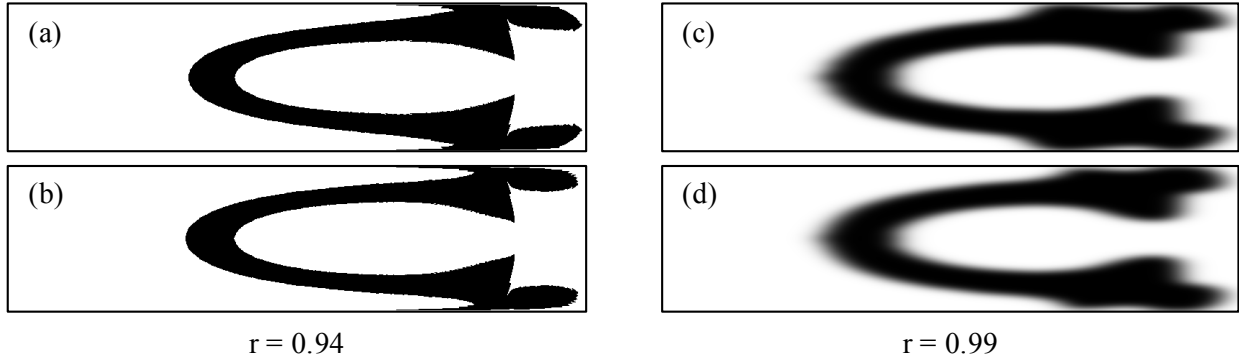 (a)
(c)
(b)
(d)
r = 0.94
r = 0.99